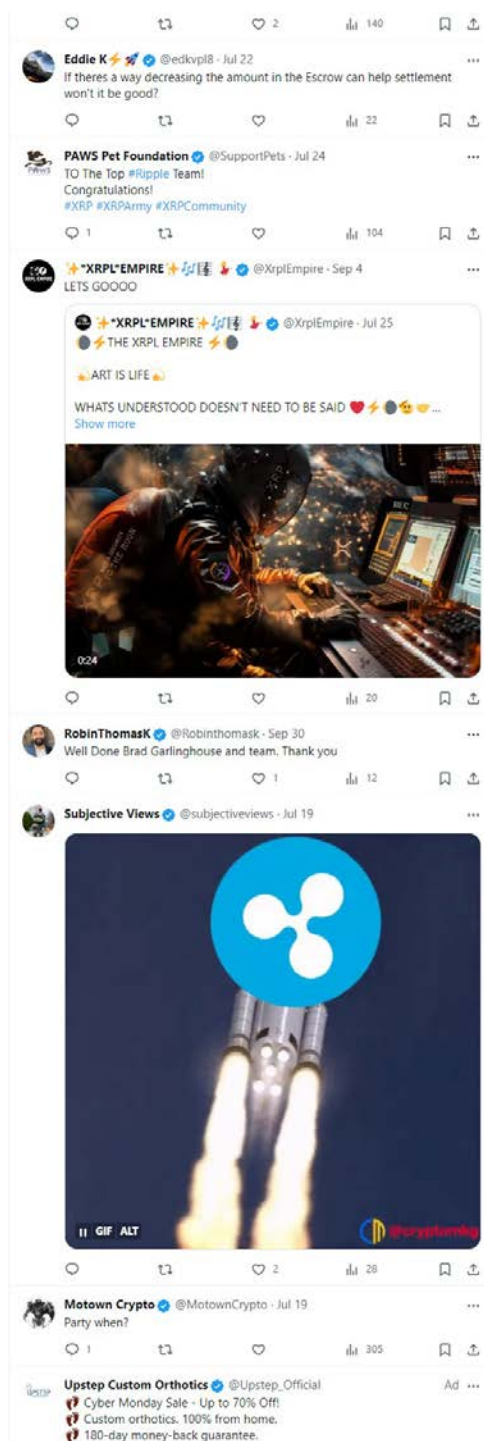 2 140
Eddie K⚡🚀 @edkvpl8 · Jul 22
If theres a way decreasing the amount in the Escrow can help settlement
won't it be good?
22
PAWS Pet Foundation @SupportPets · Jul 24
TO The Top #Ripple Team!
Congratulations!
#XRP #XRPArmy #XRPCommunity
1 104
✨*XRPL*EMPIRE✨🎶🎼💃 @XrplEmpire · Sep 4
LETS GOOOO
✨*XRPL*EMPIRE✨🎶🎼💃 @XrplEmpire · Jul 25
🌘⚡THE XRPL EMPIRE ⚡🌘
💫ART IS LIFE💫
WHATS UNDERSTOOD DOESN'T NEED TO BE SAID ❤️⚡🌘🫡🤝...
Show more
XRP
0:24
20
RobinThomasK @Robinthomask · Sep 30
Well Done Brad Garlinghouse and team. Thank you
1 12
Subjective Views @subjectiveviews · Jul 19
GIF ALT
2 28
Motown Crypto @MotownCrypto · Jul 19
Party when?
1 305
Upstep
Upstep Custom Orthotics @Upstep_Official Ad
👣 Cyber Monday Sale - Up to 70% Off!
👣 Custom orthotics. 100% from home.
👣 180-day money-back guarantee.